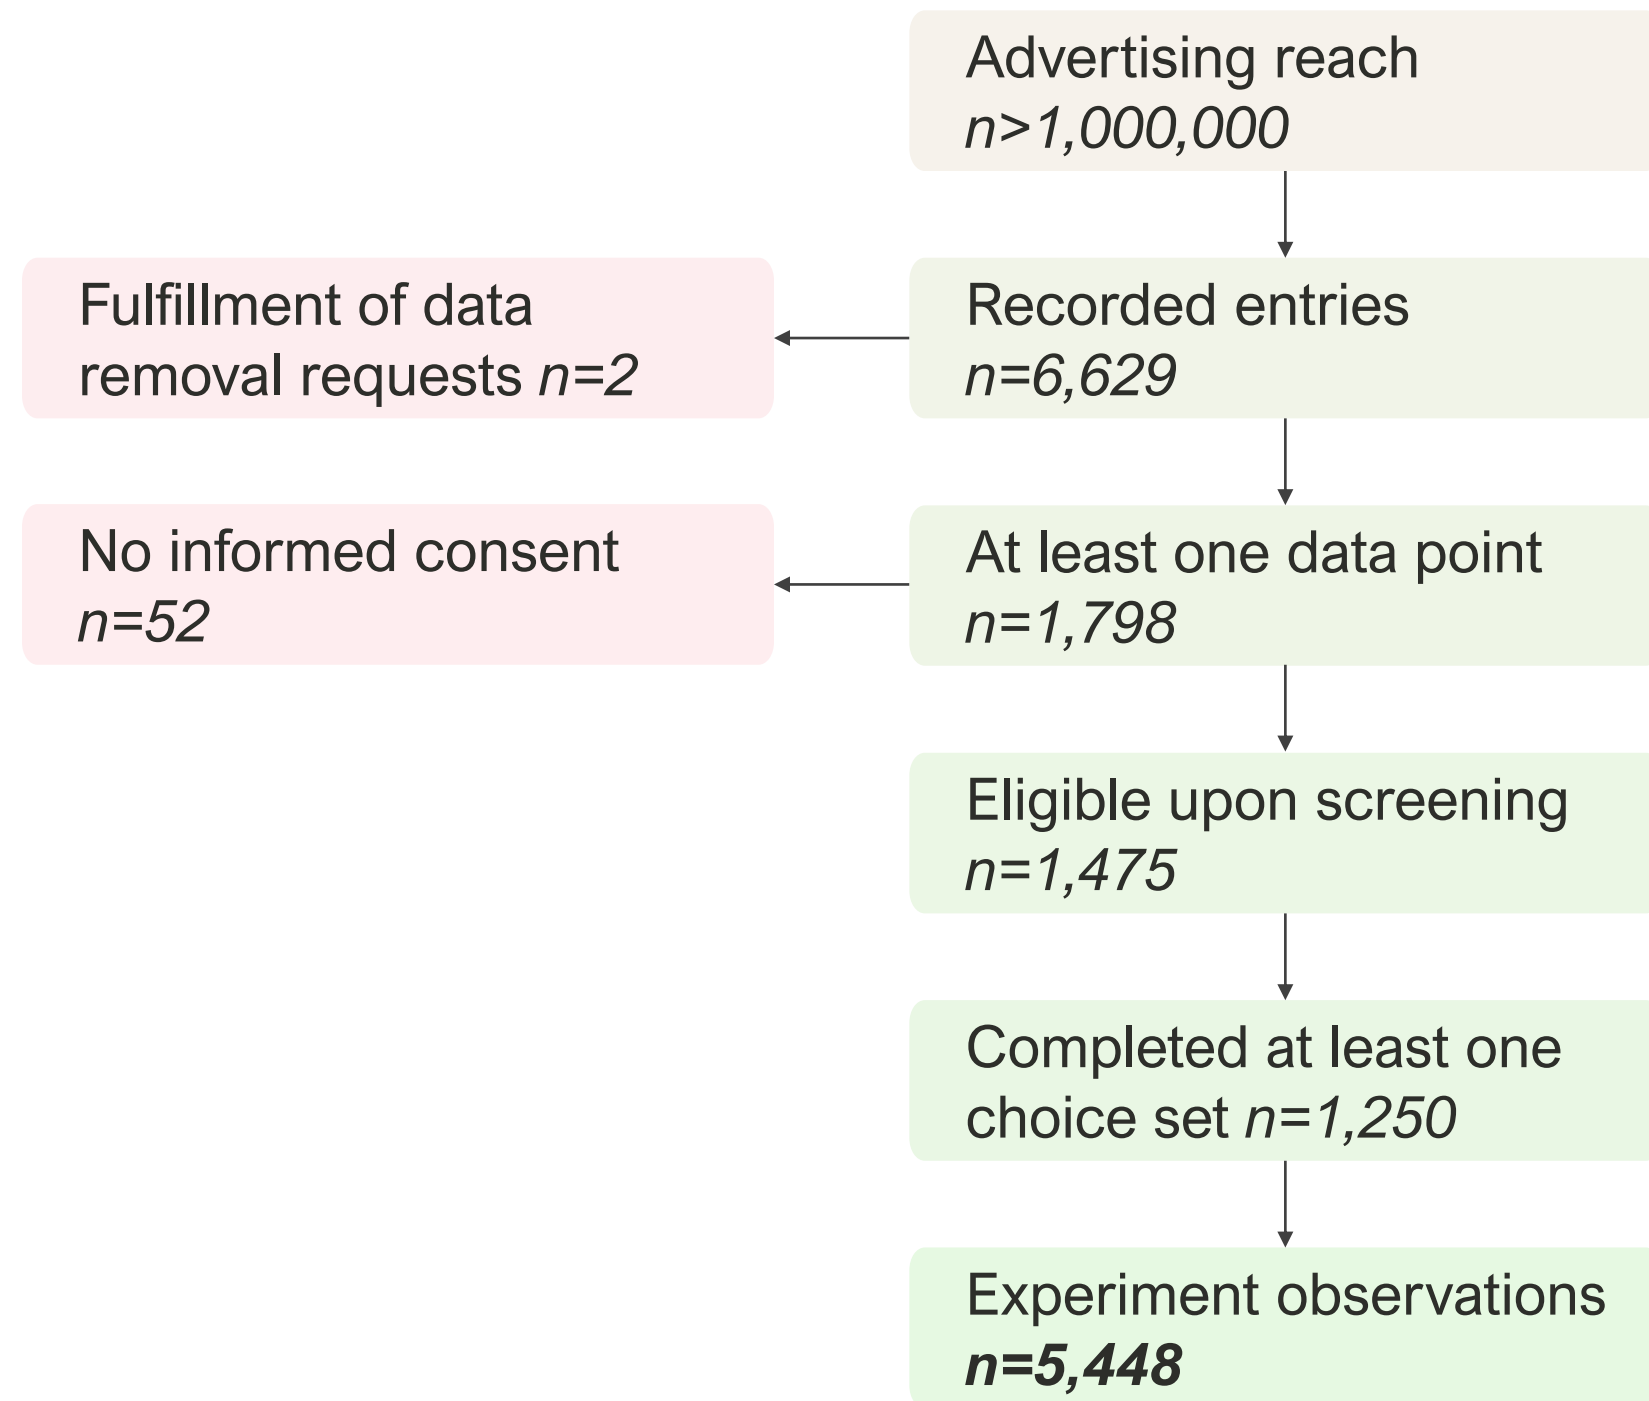 Advertising reach
n>1,000,000
Fulfillment of data
removal requests n=2
Recorded entries
n=6,629
No informed consent
n=52
At least one data point
n=1,798
Eligible upon screening
n=1,475
Completed at least one
choice set n=1,250
Experiment observations
n=5,448